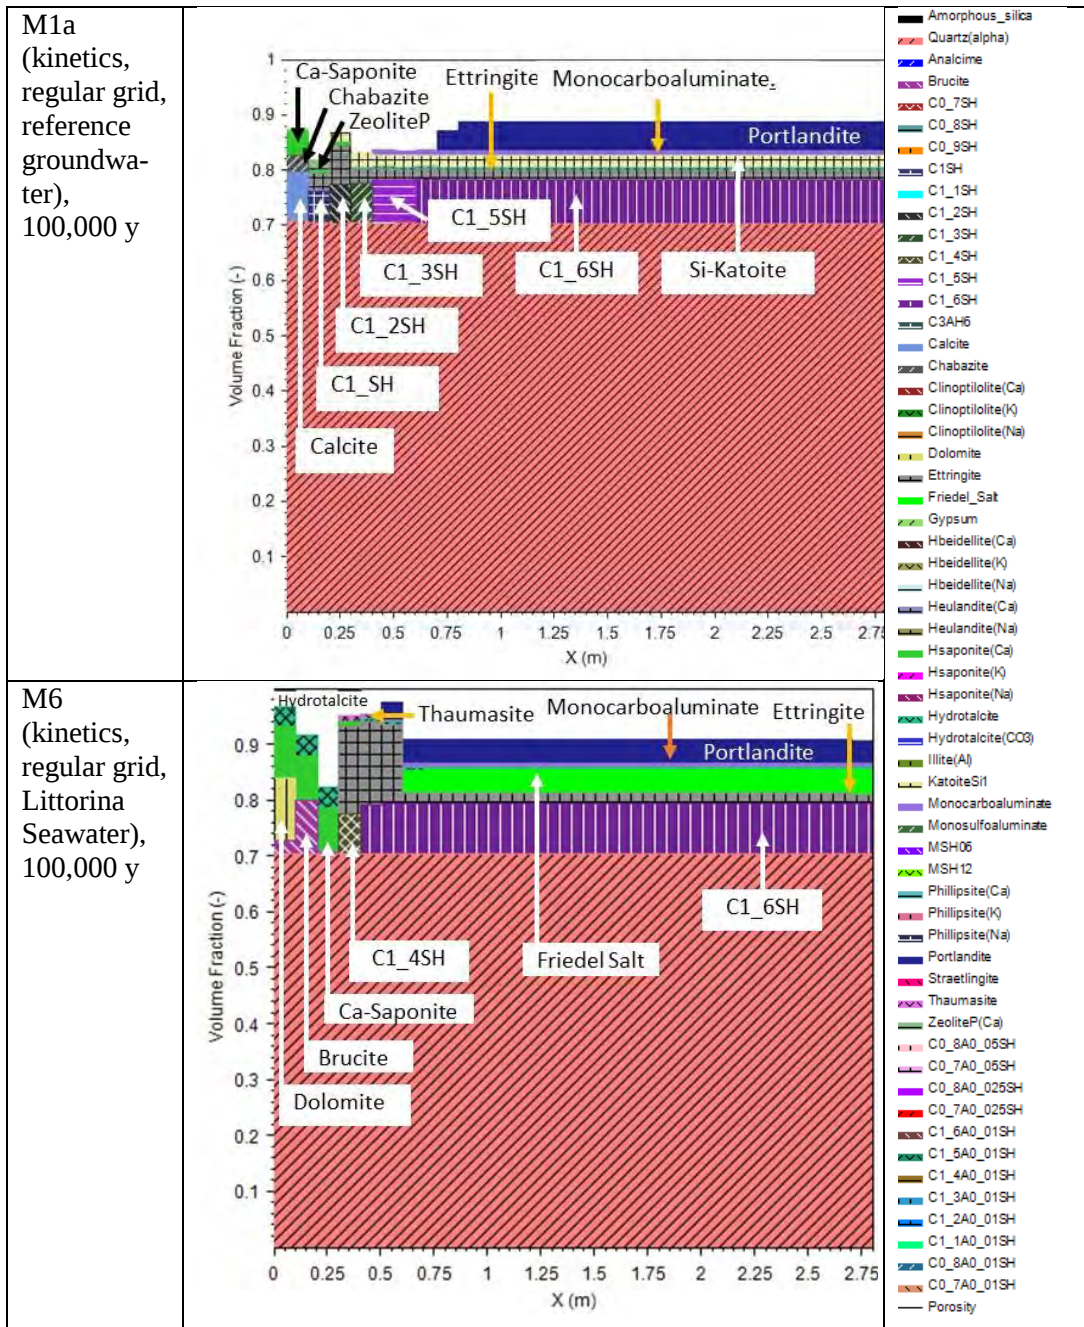 M1a
(kinetics,
regular grid,
reference
groundwa-
ter),
100,000 y
Ca-Saponite
Chabazite
ZeoliteP
Ettringite
Monocarboaluminate.
Portlandite
C1_5SH
C1_3SH
C1_6SH
Si-Katoite
C1_2SH
C1_SH
Calcite
Volume Fraction (-)
1
0.9
0.8
0.7
0.6
0.5
0.4
0.3
0.2
0.1
0 0.25 0.5 0.75 1 1.25 1.5 1.75 2 2.25 2.5 2.75
X (m)
M6
(kinetics,
regular grid,
Littorina
Seawater),
100,000 y
Hydrotalcite
Thaumasite
Monocarboaluminate
Ettringite
Portlandite
C1_6SH
C1_4SH
Friedel Salt
Ca-Saponite
Brucite
Dolomite
Volume Fraction (-)
0.9
0.8
0.7
0.6
0.5
0.4
0.3
0.2
0.1
0 0.25 0.5 0.75 1 1.25 1.5 1.75 2 2.25 2.5 2.75
X (m)
Amorphous_silica
Quartz(alpha)
Analcime
Brucite
C0_7SH
C0_8SH
C0_9SH
C1SH
C1_1SH
C1_2SH
C1_3SH
C1_4SH
C1_5SH
C1_6SH
C3AH6
Calcite
Chabazite
Clinoptilolite(Ca)
Clinoptilolite(K)
Clinoptilolite(Na)
Dolomite
Ettringite
Friedel_Salt
Gypsum
Hbeidellite(Ca)
Hbeidellite(K)
Hbeidellite(Na)
Heulandite(Ca)
Heulandite(Na)
Hsaponite(Ca)
Hsaponite(K)
Hsaponite(Na)
Hydrotalcite
Hydrotalcite(CO3)
Illite(Al)
KatoiteSi1
Monocarboaluminate
Monosulfoaluminate
MSH06
MSH12
Phillipsite(Ca)
Phillipsite(K)
Phillipsite(Na)
Portlandite
Straetlingite
Thaumasite
ZeoliteP(Ca)
C0_8A0_05SH
C0_7A0_05SH
C0_8A0_025SH
C0_7A0_025SH
C1_6A0_01SH
C1_5A0_01SH
C1_4A0_01SH
C1_3A0_01SH
C1_2A0_01SH
C1_1A0_01SH
C0_8A0_01SH
C0_7A0_01SH
Porosity